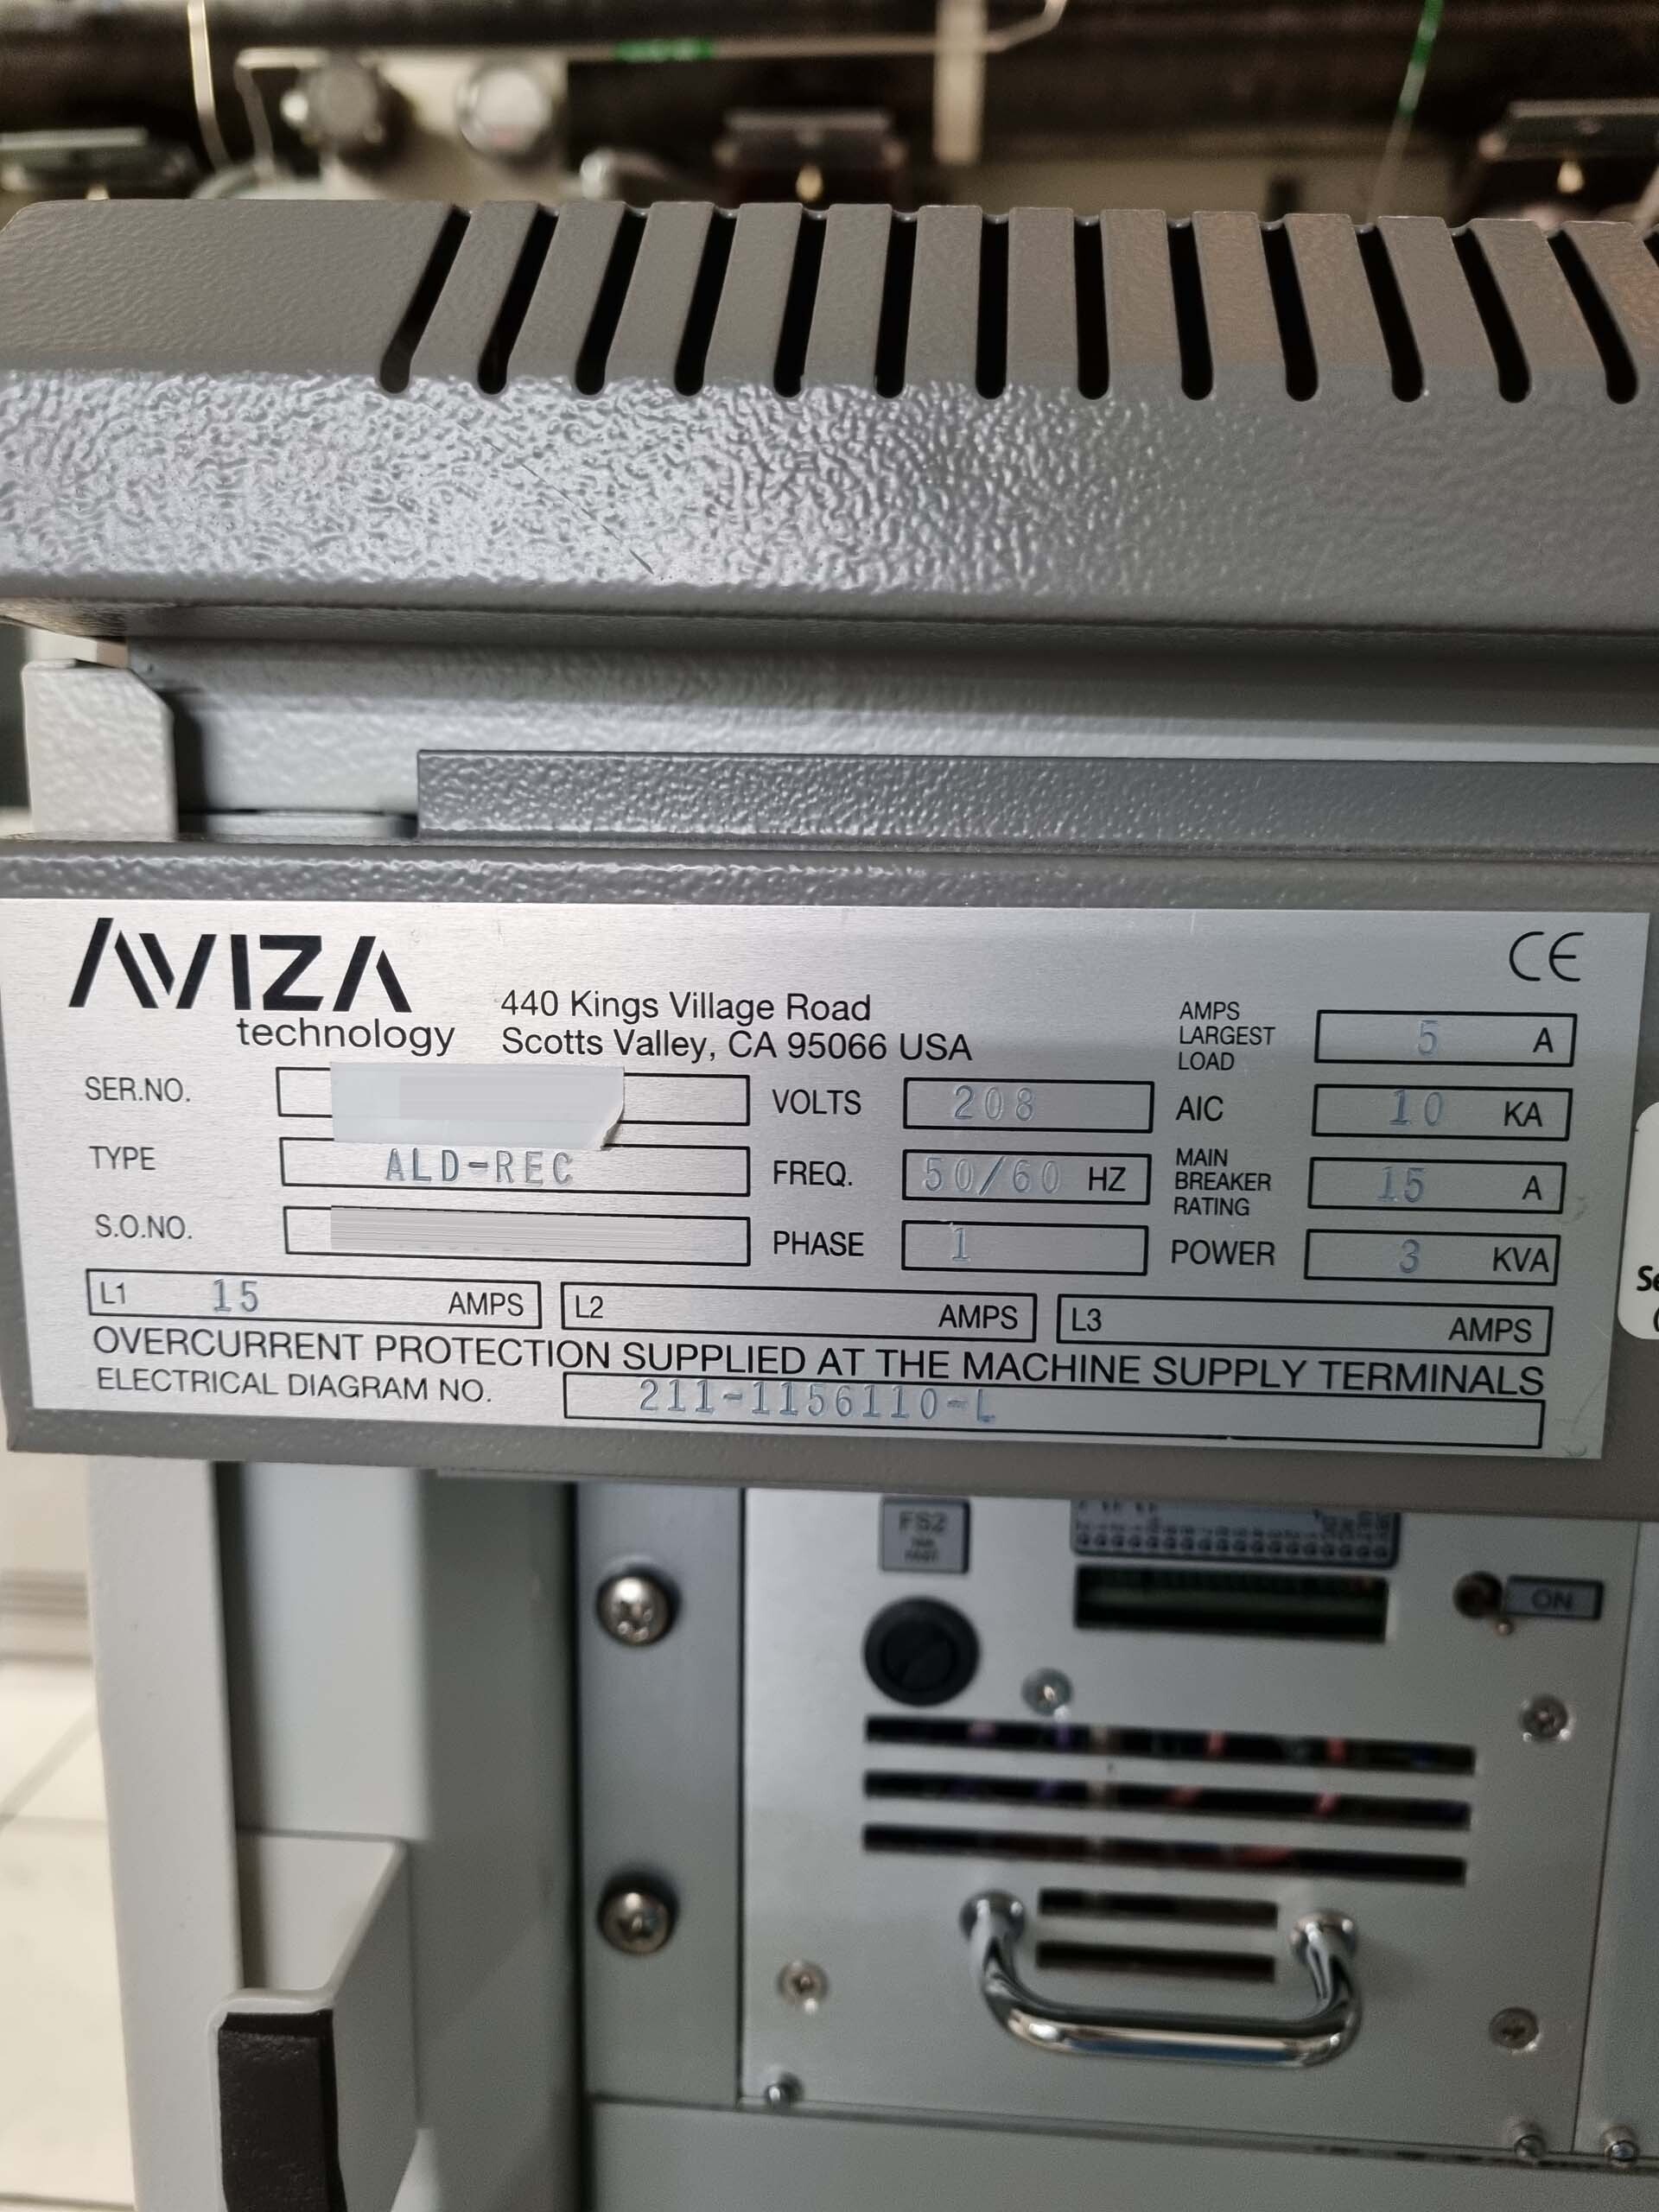 AVIZA
technology
440 Kings Village Road
Scotts Valley, CA 95066 USA
CE
AMPS LARGEST LOAD 5 A
SER.NO.
VOLTS 208
AIC 10 KA
TYPE ALD-REC
FREQ. 50/60 HZ
MAIN BREAKER RATING 15 A
S.O.NO.
PHASE 1
POWER 3 KVA
L1 15 AMPS
L2 AMPS
L3 AMPS
OVERCURRENT PROTECTION SUPPLIED AT THE MACHINE SUPPLY TERMINALS
ELECTRICAL DIAGRAM NO. 211-1156110-L
FS2
ON